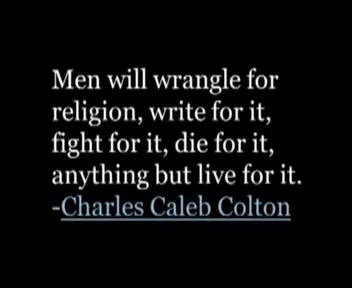 Men will wrangle for
religion, write for it,
fight for it, die for it,
anything but live for it.
-Charles Caleb Colton